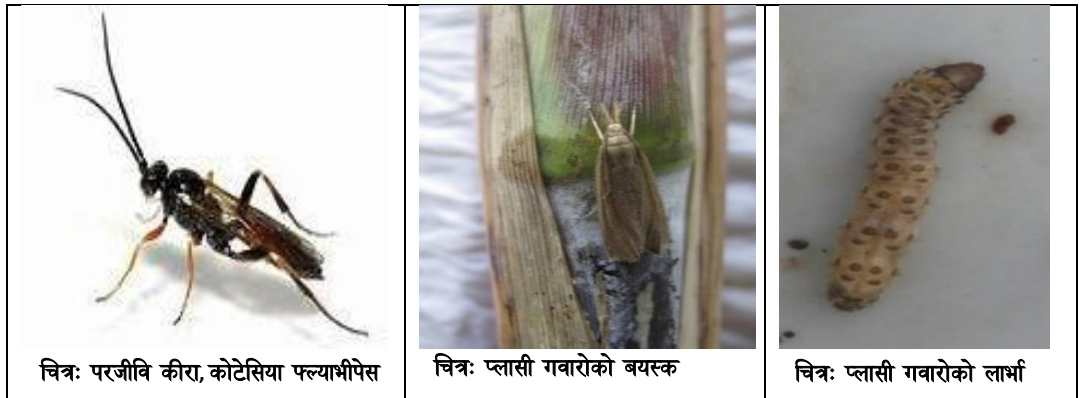 चित्रः परजीवि कीरा, कोटेसिया फ्ल्याभीपेस
चित्रः प्लासी गवारोको बयस्क
चित्रः प्लासी गवारोको लार्भा